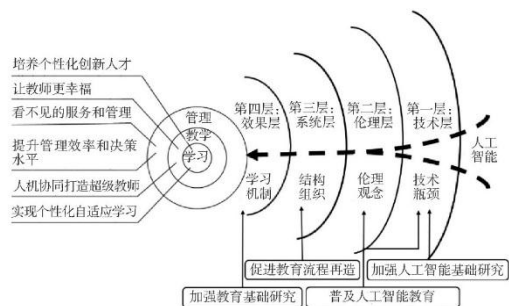 培养个性化创新人才
让教师更幸福
看不见的服务和管理
提升管理效率和决策
水平
人机协同打造超级教师
实现个性化自适应学习
管理
教学
学习
第四层：
效果层
第三层：
系统层
第二层：
伦理层
第一层：
技术层
人工
智能
学习
机制
结构
组织
伦理
观念
技术
瓶颈
促进教育流程再造
加强人工智能基础研究
加强教育基础研究
普及人工智能教育